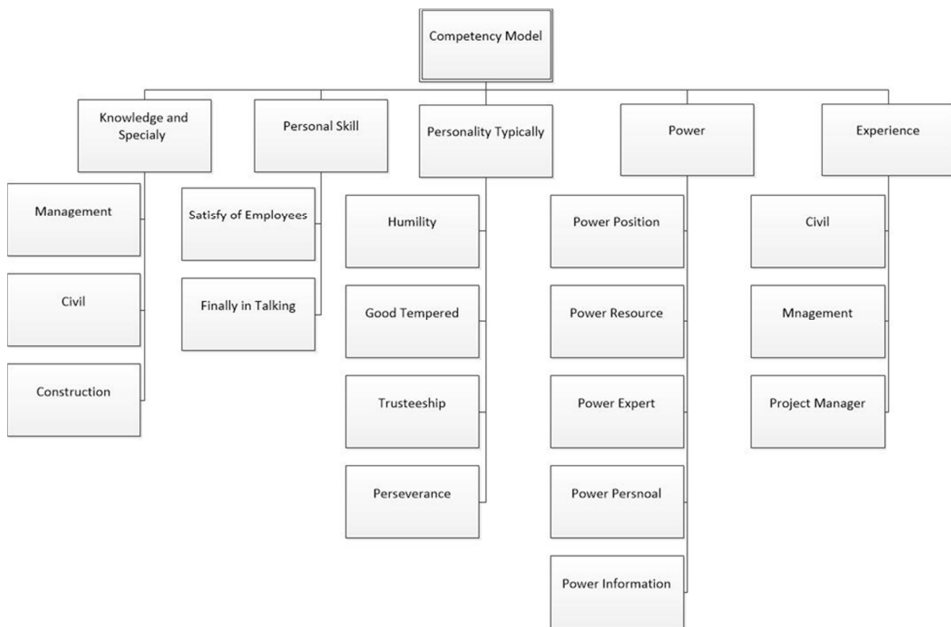 Competency Model
Knowledge and
Specialy
Personal Skill
Personality Typically
Power
Experience
Management
Civil
Construction
Satisfy of Employees
Finally in Talking
Humility
Good Tempered
Trusteeship
Perseverance
Power Position
Power Resource
Power Expert
Power Persnoal
Power Information
Civil
Mnagement
Project Manager